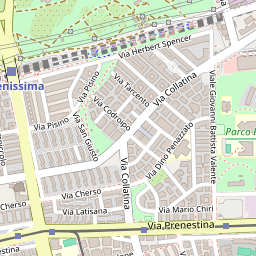 Via Herbert Spencer
enissima
Via Pisino
Via Tarcento
Via Collatina
Viale Giovanni Battista Valente
Via Codroipo
Via Pisino
Via San Giusto
Via Dino Penazzato
Parco
Via Cherso
Via Collatina
Via Latisana
Via Mario Chiri
Via Prenestina